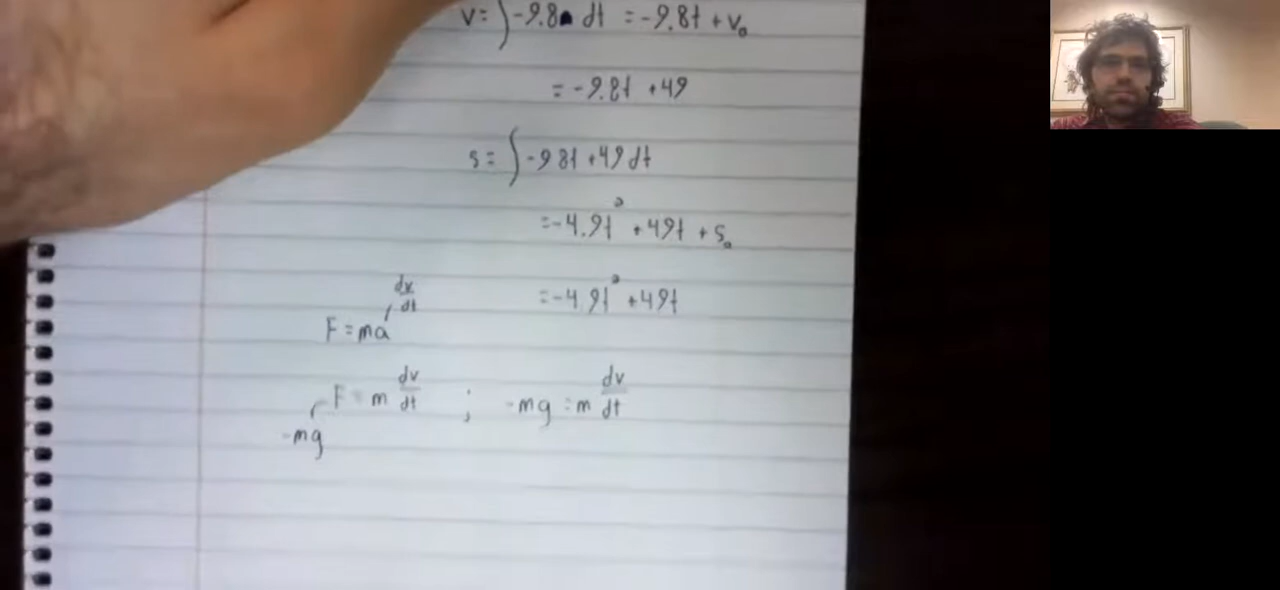 v = ∫ -9.8 dt = -9.8t + v₀
= -9.8t + 49
s = ∫ -9.8t + 49 dt
= -4.9t² + 49t + s₀
= -4.9t² + 49t
dv/dt
F = ma
F = m dv/dt ; -mg = m dv/dt
-mg